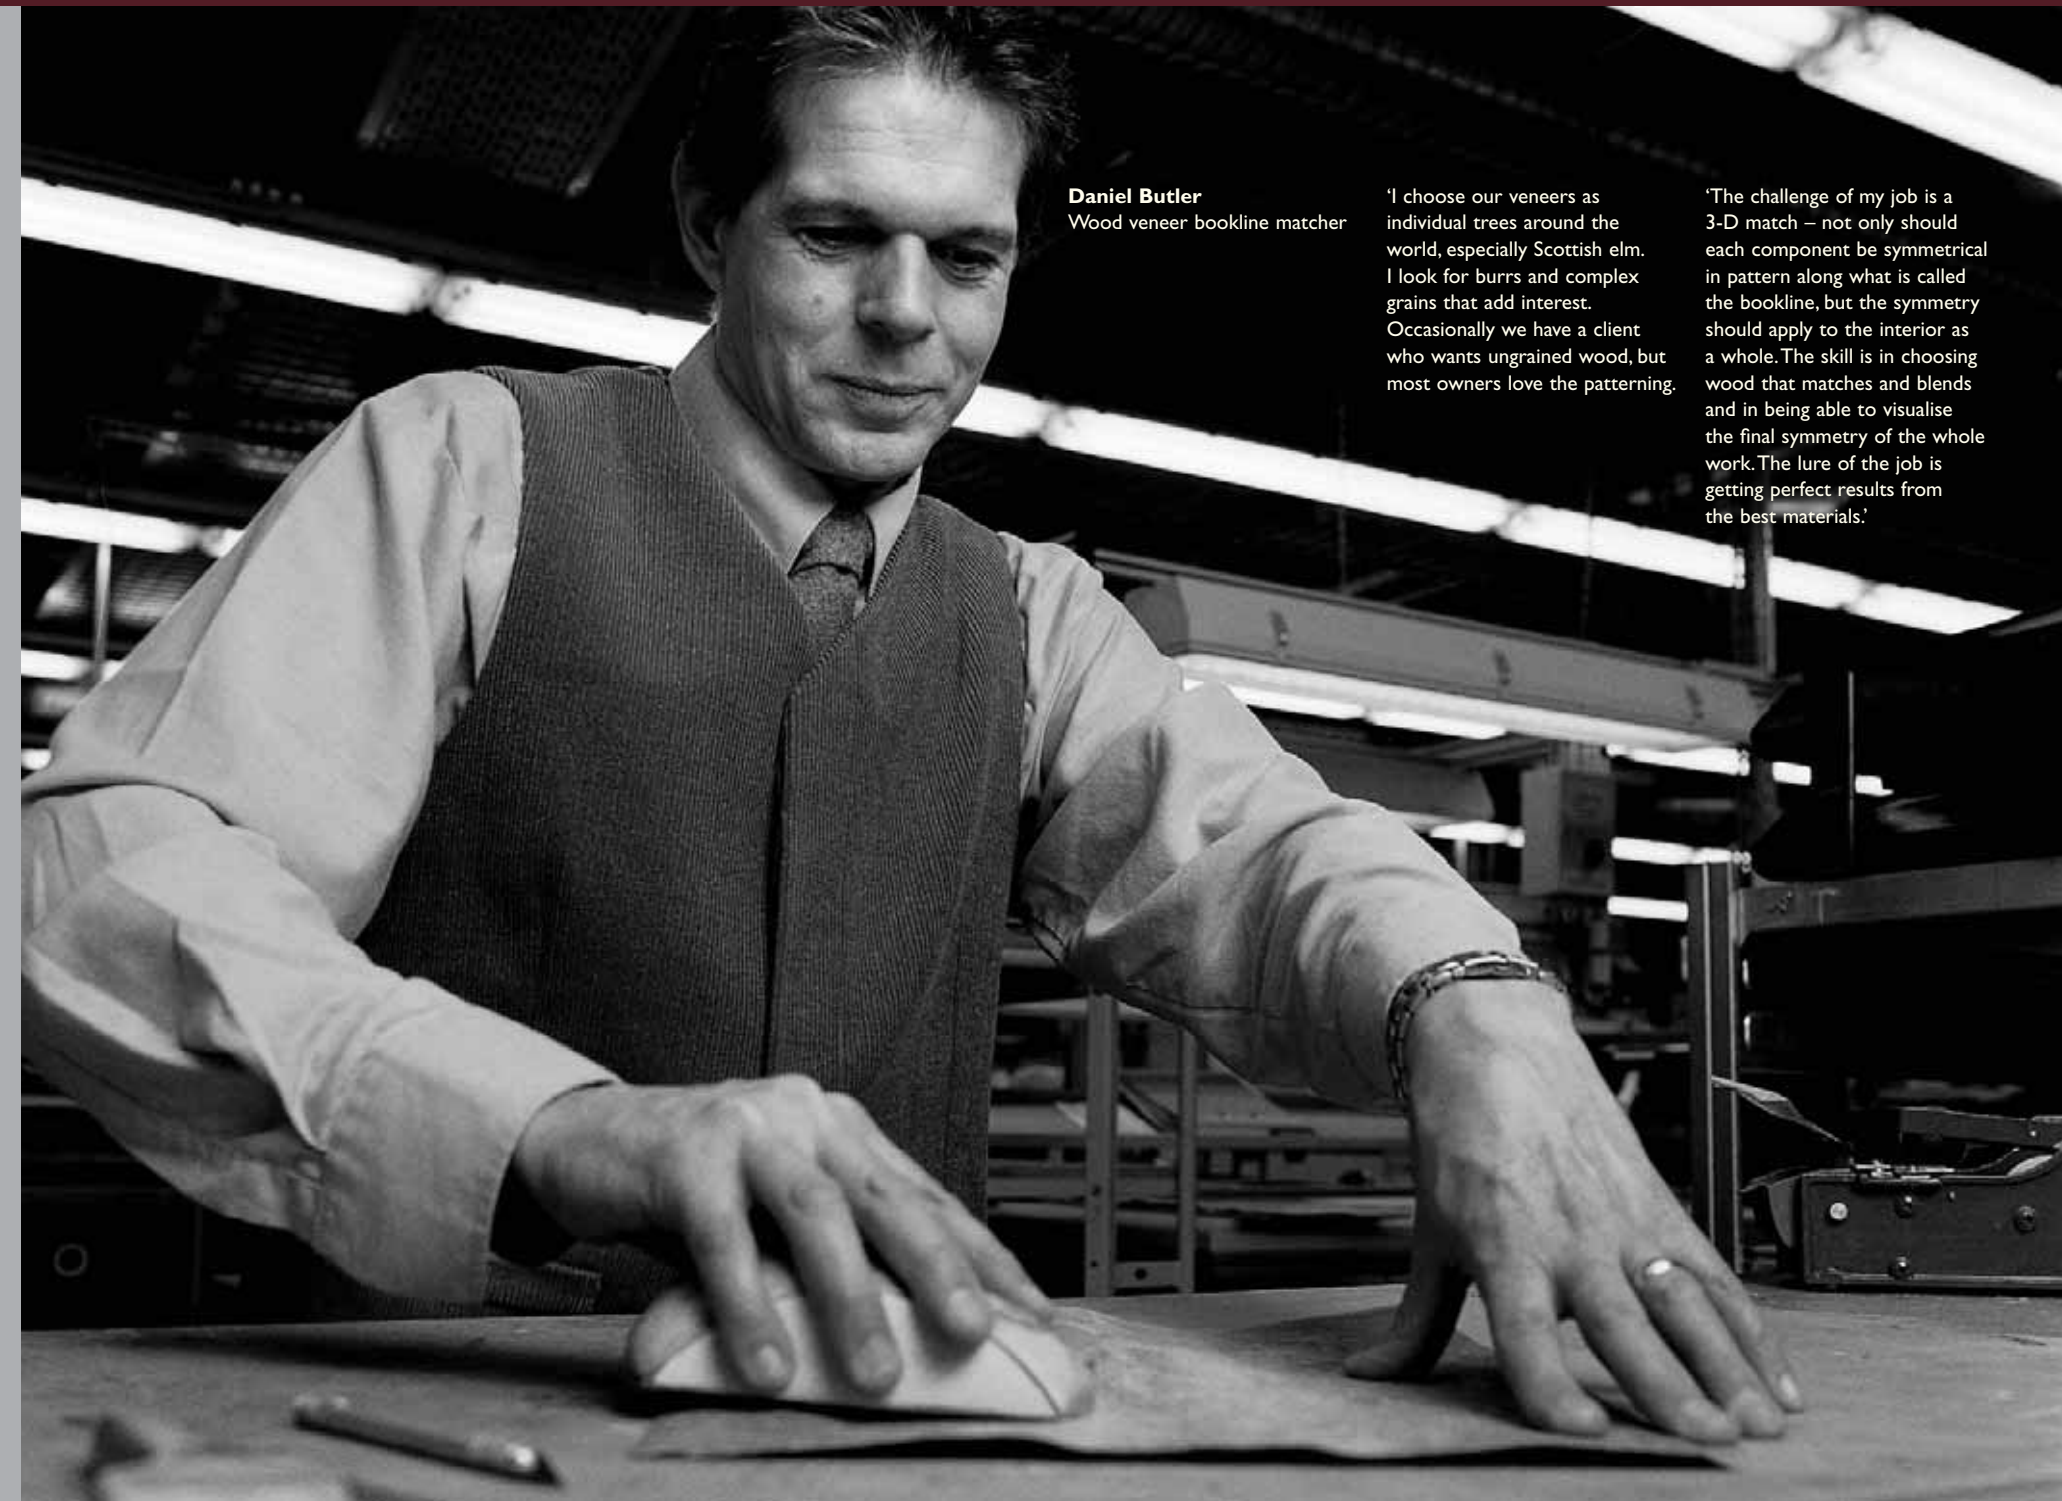 Daniel Butler
Wood veneer bookline matcher
‘I choose our veneers as
individual trees around the
world, especially Scottish elm.
I look for burrs and complex
grains that add interest.
Occasionally we have a client
who wants ungrained wood, but
most owners love the patterning.
‘The challenge of my job is a
3-D match – not only should
each component be symmetrical
in pattern along what is called
the bookline, but the symmetry
should apply to the interior as
a whole. The skill is in choosing
wood that matches and blends
and in being able to visualise
the final symmetry of the whole
work. The lure of the job is
getting perfect results from
the best materials.’